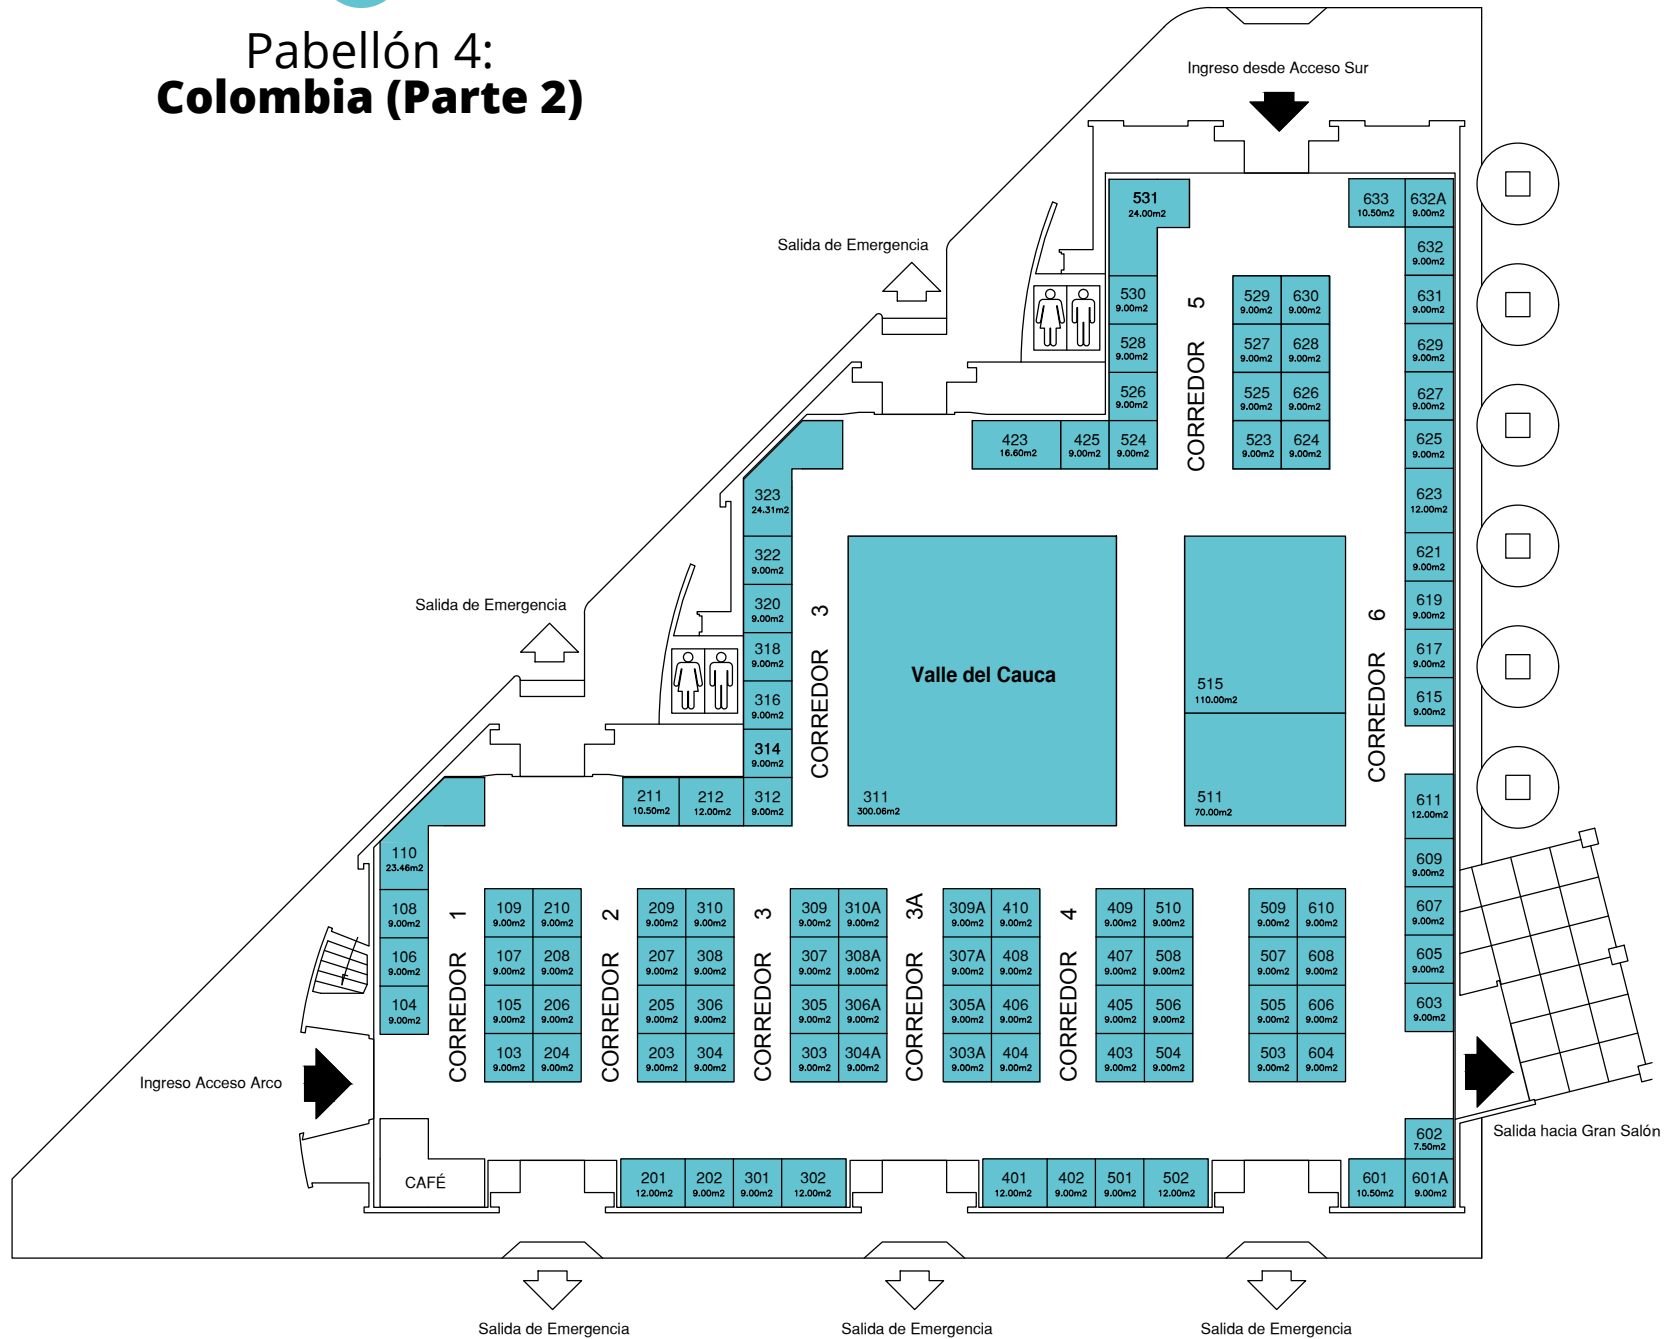 Pabellón 4:
Colombia (Parte 2)
Ingreso desde Acceso Sur
Salida de Emergencia
Salida de Emergencia
531
24.00m2
633
10.50m2
632A
9.00m2
632
9.00m2
530
9.00m2
529
9.00m2
630
9.00m2
631
9.00m2
528
9.00m2
527
9.00m2
628
9.00m2
629
9.00m2
526
9.00m2
525
9.00m2
626
9.00m2
627
9.00m2
423
16.60m2
425
9.00m2
524
9.00m2
523
9.00m2
624
9.00m2
625
9.00m2
CORREDOR 5
323
24.31m2
623
12.00m2
322
9.00m2
621
9.00m2
320
9.00m2
619
9.00m2
318
9.00m2
617
9.00m2
316
9.00m2
615
9.00m2
314
9.00m2
CORREDOR 3
Valle del Cauca
311
300.06m2
515
110.00m2
511
70.00m2
CORREDOR 6
211
10.50m2
212
12.00m2
312
9.00m2
611
12.00m2
110
23.46m2
609
9.00m2
108
9.00m2
109
9.00m2
210
9.00m2
209
9.00m2
310
9.00m2
309
9.00m2
310A
9.00m2
309A
9.00m2
410
9.00m2
409
9.00m2
510
9.00m2
509
9.00m2
610
9.00m2
607
9.00m2
106
9.00m2
107
9.00m2
208
9.00m2
207
9.00m2
308
9.00m2
307
9.00m2
308A
9.00m2
307A
9.00m2
408
9.00m2
407
9.00m2
508
9.00m2
507
9.00m2
608
9.00m2
605
9.00m2
104
9.00m2
105
9.00m2
206
9.00m2
205
9.00m2
306
9.00m2
305
9.00m2
306A
9.00m2
305A
9.00m2
406
9.00m2
405
9.00m2
506
9.00m2
505
9.00m2
606
9.00m2
603
9.00m2
103
9.00m2
204
9.00m2
203
9.00m2
304
9.00m2
303
9.00m2
304A
9.00m2
303A
9.00m2
404
9.00m2
403
9.00m2
504
9.00m2
503
9.00m2
604
9.00m2
CORREDOR 1
CORREDOR 2
CORREDOR 3
CORREDOR 3A
CORREDOR 4
Ingreso Acceso Arco
Salida hacia Gran Salón
602
7.50m2
CAFÉ
201
12.00m2
202
9.00m2
301
9.00m2
302
12.00m2
401
12.00m2
402
9.00m2
501
9.00m2
502
12.00m2
601
10.50m2
601A
9.00m2
Salida de Emergencia
Salida de Emergencia
Salida de Emergencia